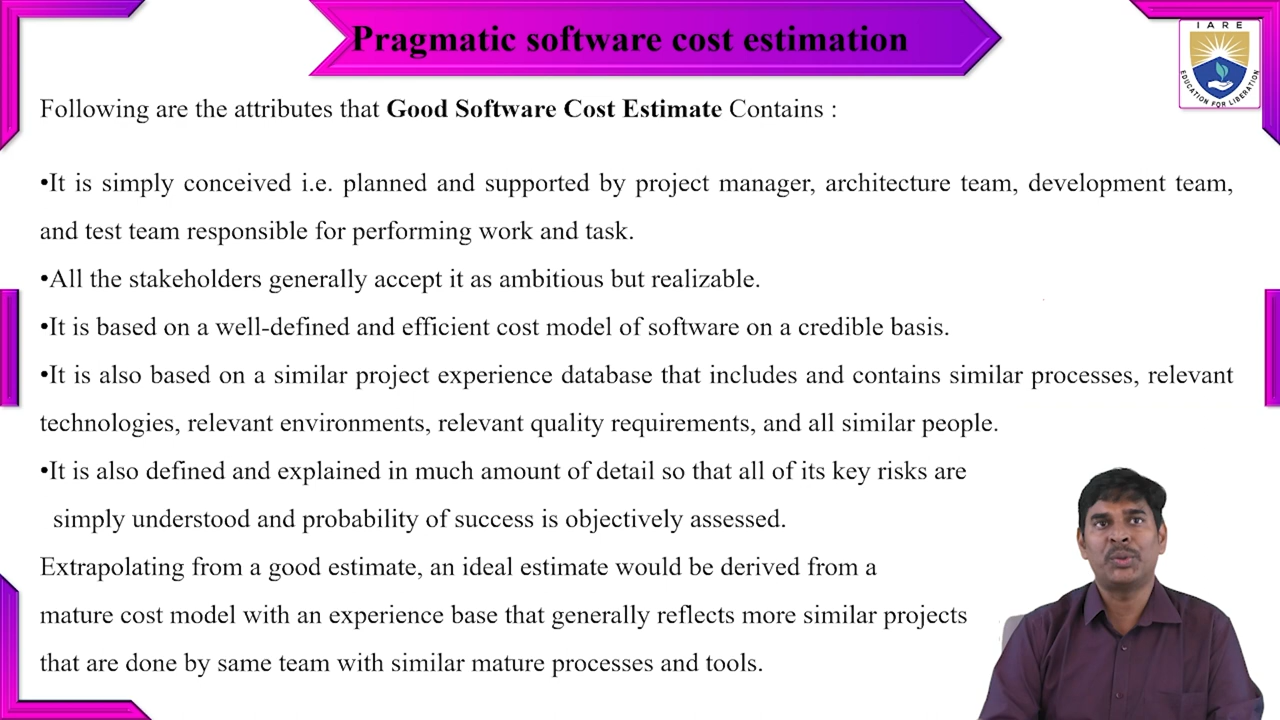 Pragmatic software cost estimation
I A R E
EDUCATION FOR LIBERATION
Following are the attributes that Good Software Cost Estimate Contains :
•It is simply conceived i.e. planned and supported by project manager, architecture team, development team,
and test team responsible for performing work and task.
•All the stakeholders generally accept it as ambitious but realizable.
•It is based on a well-defined and efficient cost model of software on a credible basis.
•It is also based on a similar project experience database that includes and contains similar processes, relevant
technologies, relevant environments, relevant quality requirements, and all similar people.
•It is also defined and explained in much amount of detail so that all of its key risks are
simply understood and probability of success is objectively assessed.
Extrapolating from a good estimate, an ideal estimate would be derived from a
mature cost model with an experience base that generally reflects more similar projects
that are done by same team with similar mature processes and tools.